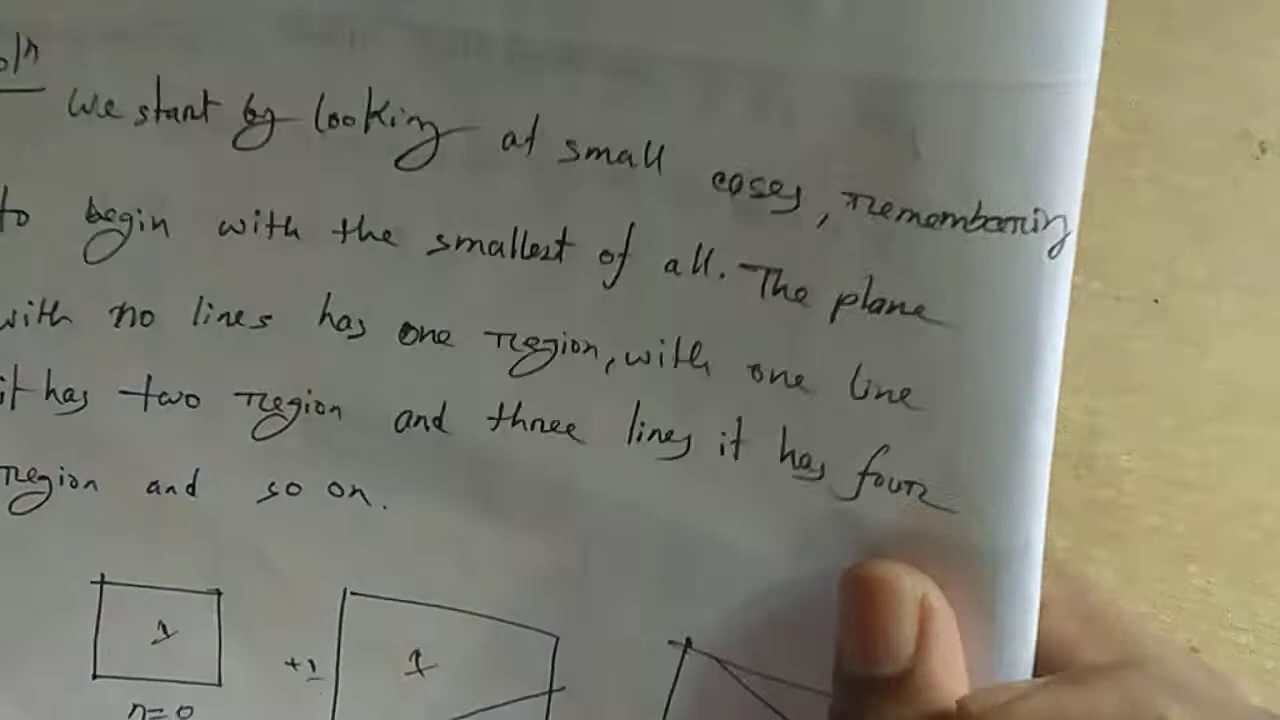 Soln
We start by looking at small cases, remembering
to begin with the smallest of all. The plane
with no lines has one region, with one line
it has two region and three lines it has four
region and so on.
1 +1 1
n=0